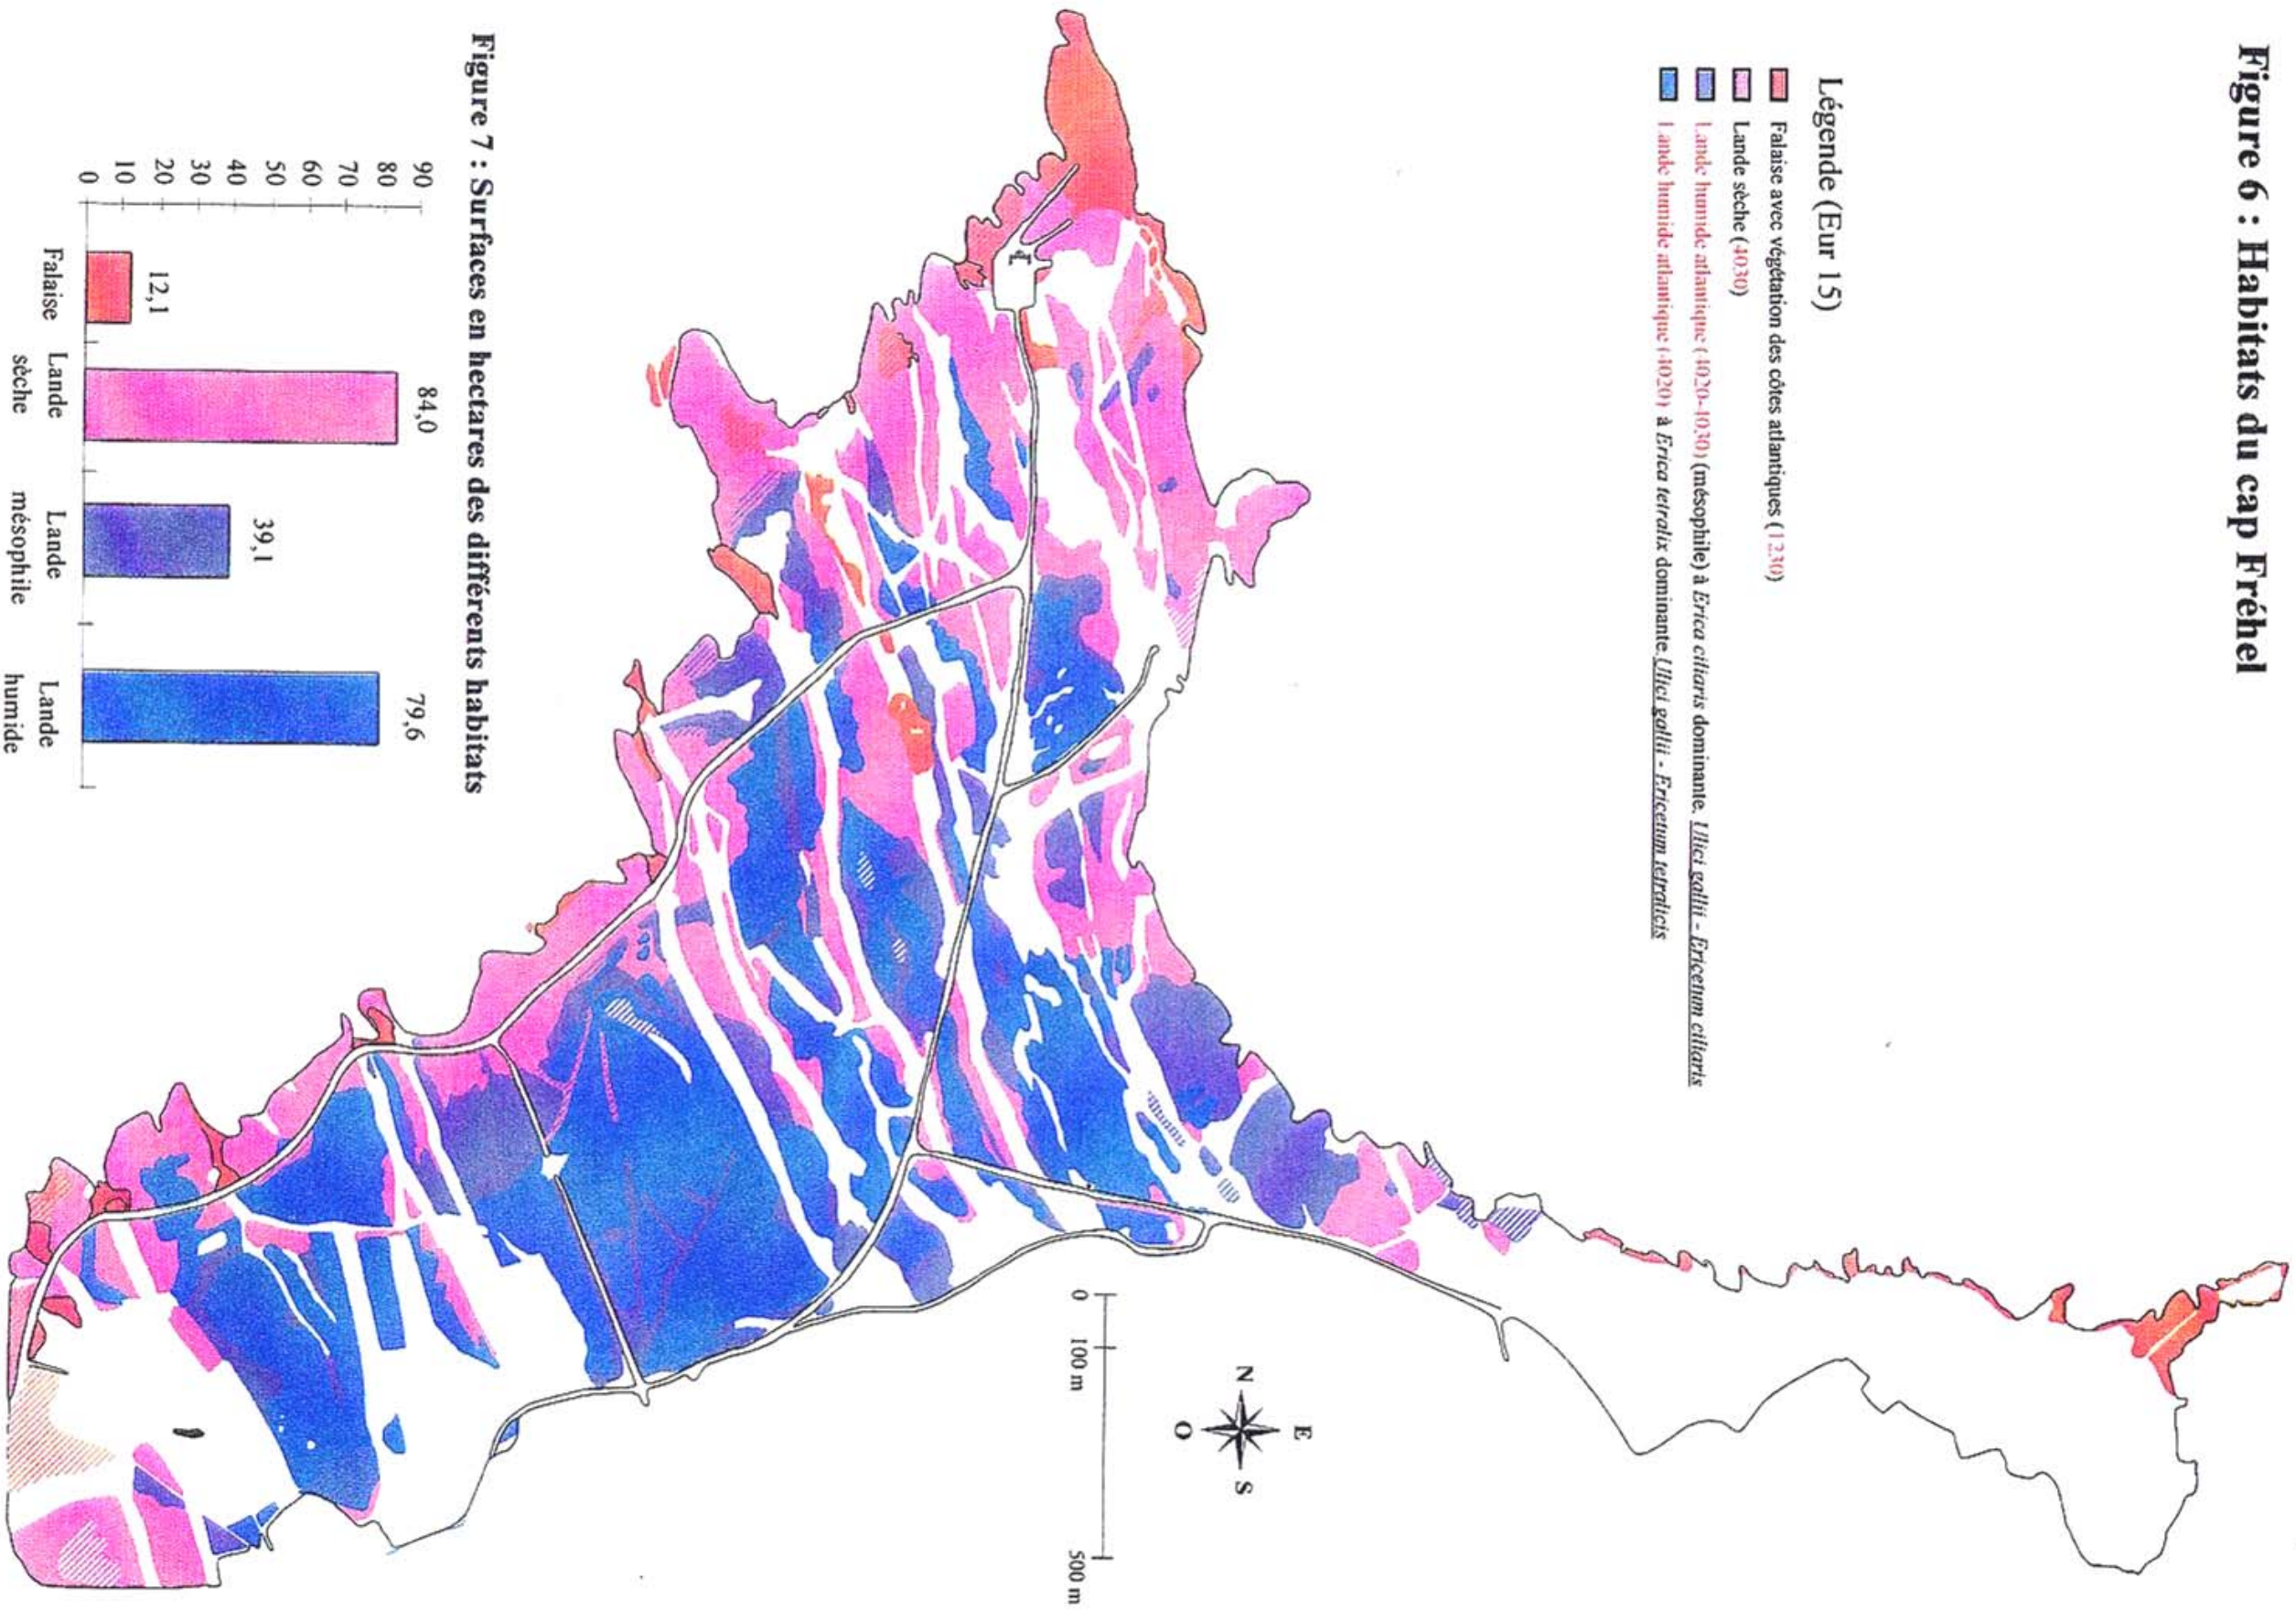 Figure 6 : Habitats du cap Fréhel
Légende (Eur 15)
Falaise avec végétation des côtes atlantiques (1230)
Lande sèche (4030)
Lande humide atlantique (4020-4030) (mésophile) à Erica ciliaris dominante. Ulici gallii - Ericetum ciliaris
Lande humide atlantique (4020) à Erica tetralix dominante. Ulici gallii - Ericetum tetralicis
N
E
S
O
0
100 m
500 m
Figure 7 : Surfaces en hectares des différents habitats
90
80
70
60
50
40
30
20
10
0
12,1
84,0
39,1
79,6
Falaise
Lande
sèche
Lande
mésophile
Lande
humide